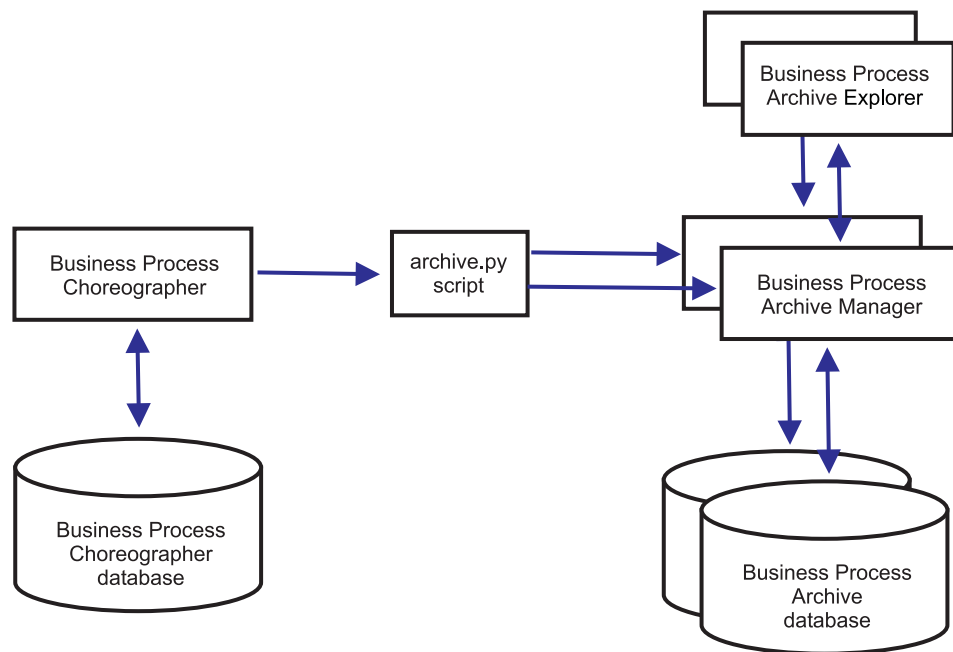 Business Process
Archive Explorer
Business Process
Choreographer
archive.py
script
Business Process
Archive Manager
Business Process
Choreographer
database
Business Process
Archive
database